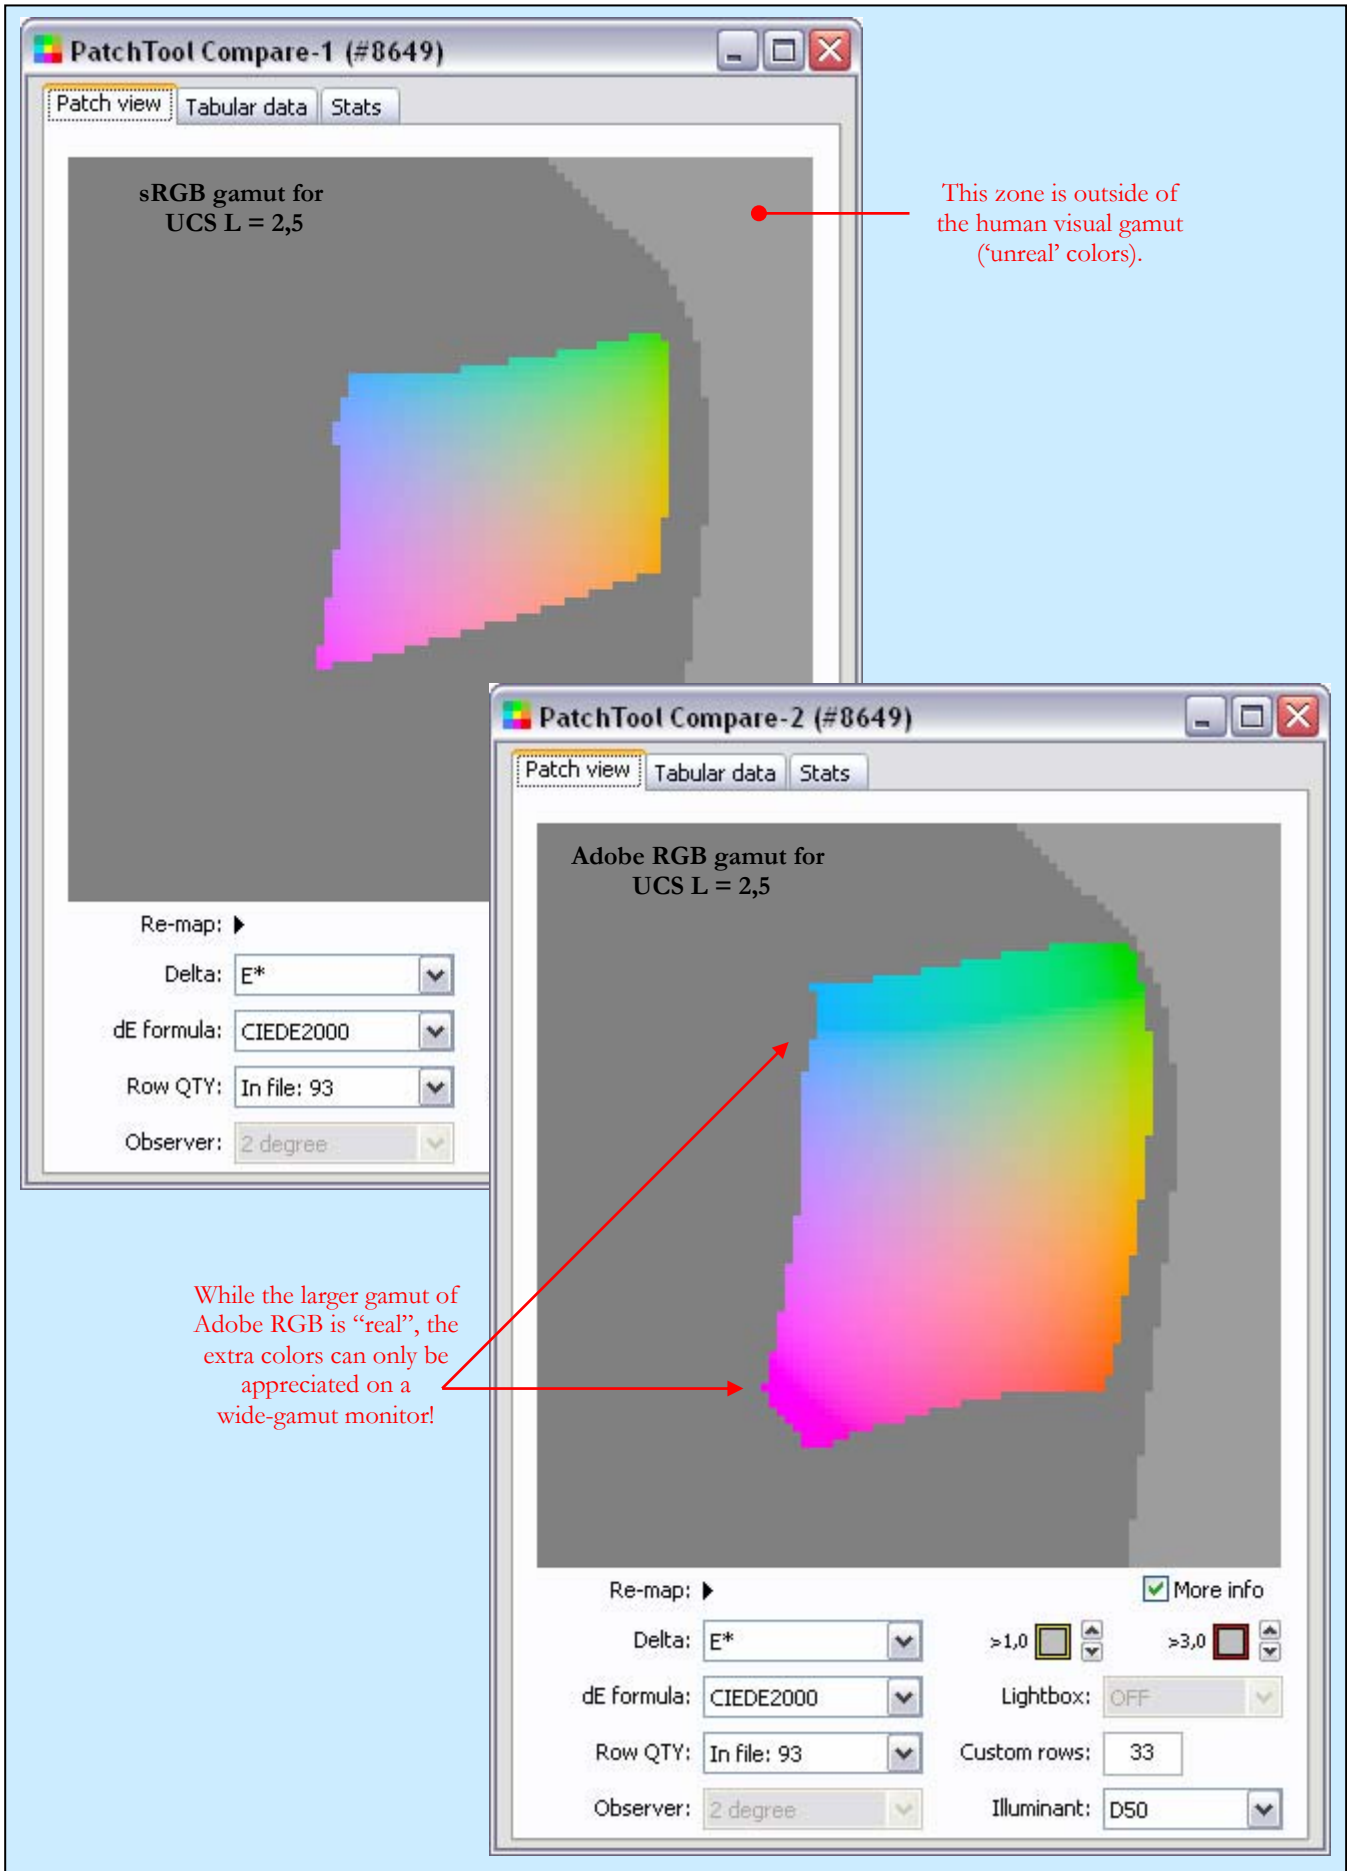 PatchTool Compare-1 (#8649)
Patch view Tabular data Stats
sRGB gamut for
UCS L = 2,5
This zone is outside of
the human visual gamut
(‘unreal’ colors).
Re-map:
Delta: E*
dE formula: CIEDE2000
Row QTY: In file: 93
Observer: 2 degree
PatchTool Compare-2 (#8649)
Patch view Tabular data Stats
Adobe RGB gamut for
UCS L = 2,5
While the larger gamut of
Adobe RGB is “real”, the
extra colors can only be
appreciated on a
wide-gamut monitor!
Re-map: More info
Delta: E* >1,0 >3,0
dE formula: CIEDE2000 Lightbox: OFF
Row QTY: In file: 93 Custom rows: 33
Observer: 2 degree Illuminant: D50